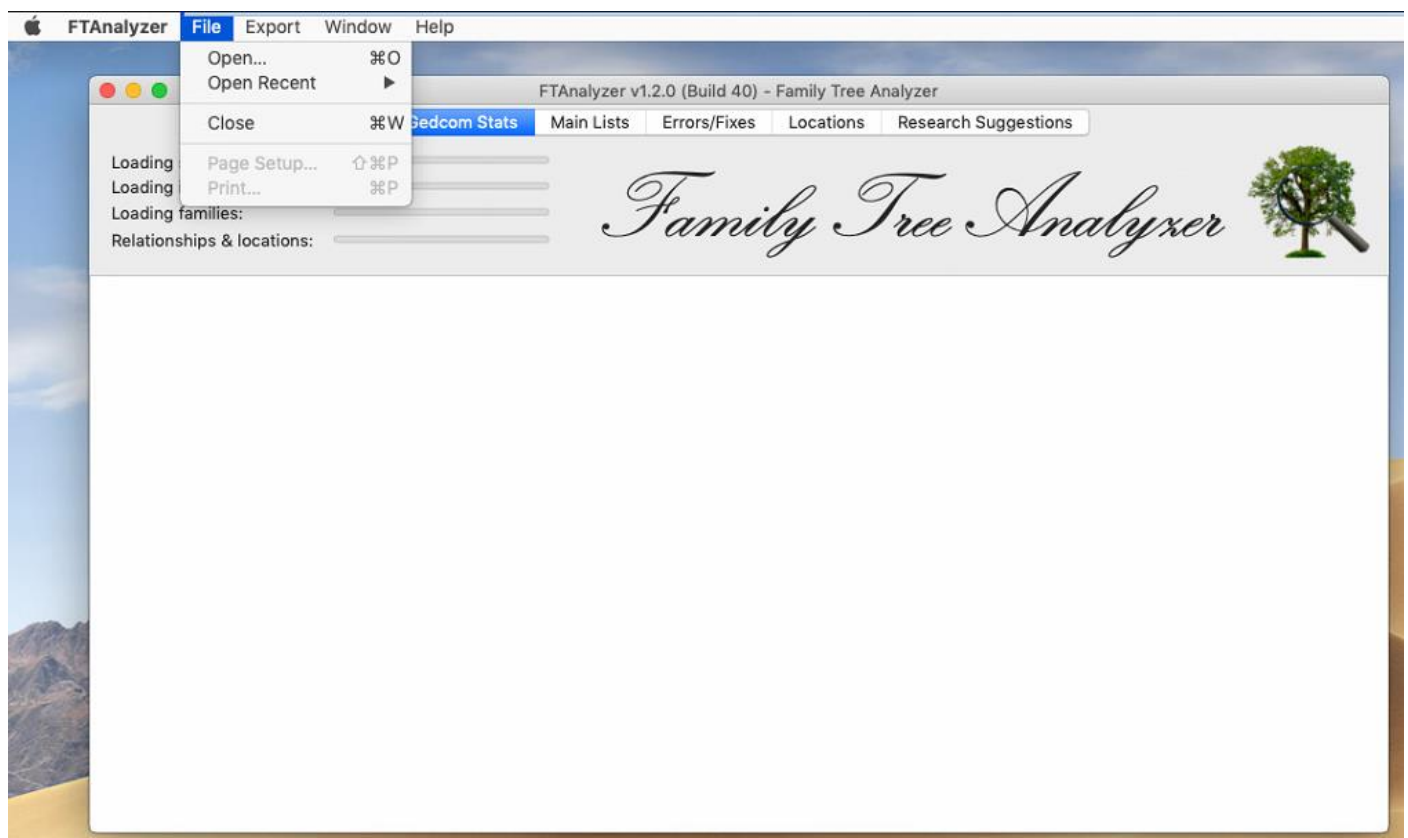 FTAnalyzer File Export Window Help
Open... ⌘O
Open Recent ▶
Close ⌘W
Page Setup... ⇧⌘P
Print... ⌘P
FTAnalyzer v1.2.0 (Build 40) - Family Tree Analyzer
Gedcom Stats Main Lists Errors/Fixes Locations Research Suggestions
Loading
Loading
Loading families:
Relationships & locations:
Family Tree Analyzer